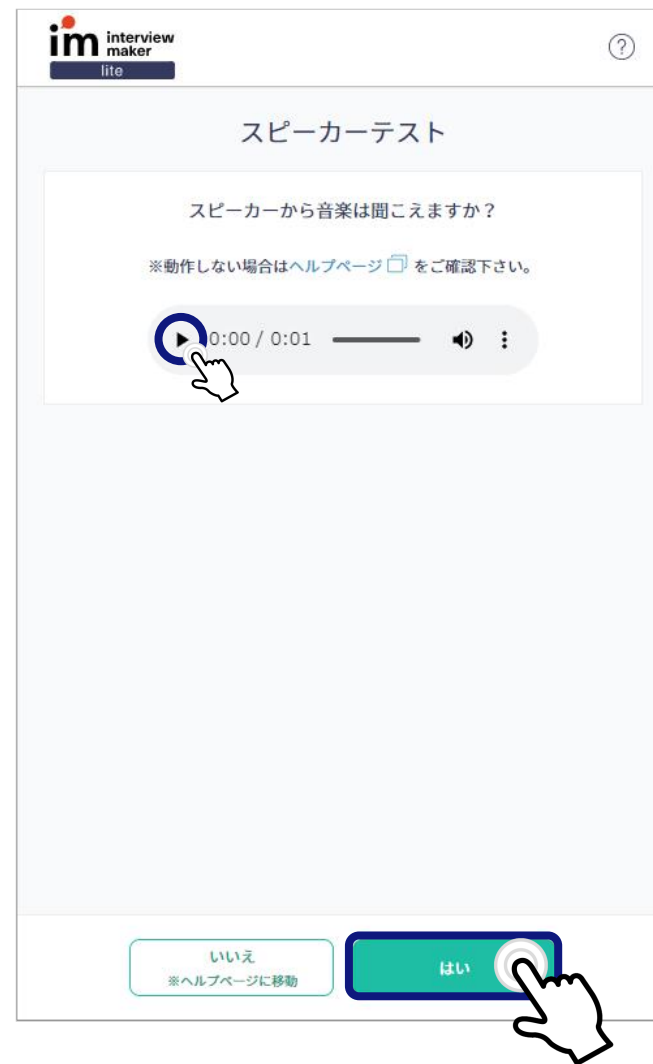 im interview
maker
lite
?
スピーカーテスト
スピーカーから音楽は聞こえますか？
※動作しない場合はヘルプページ をご確認下さい。
0:00 / 0:01
いいえ
※ヘルプページに移動
はい